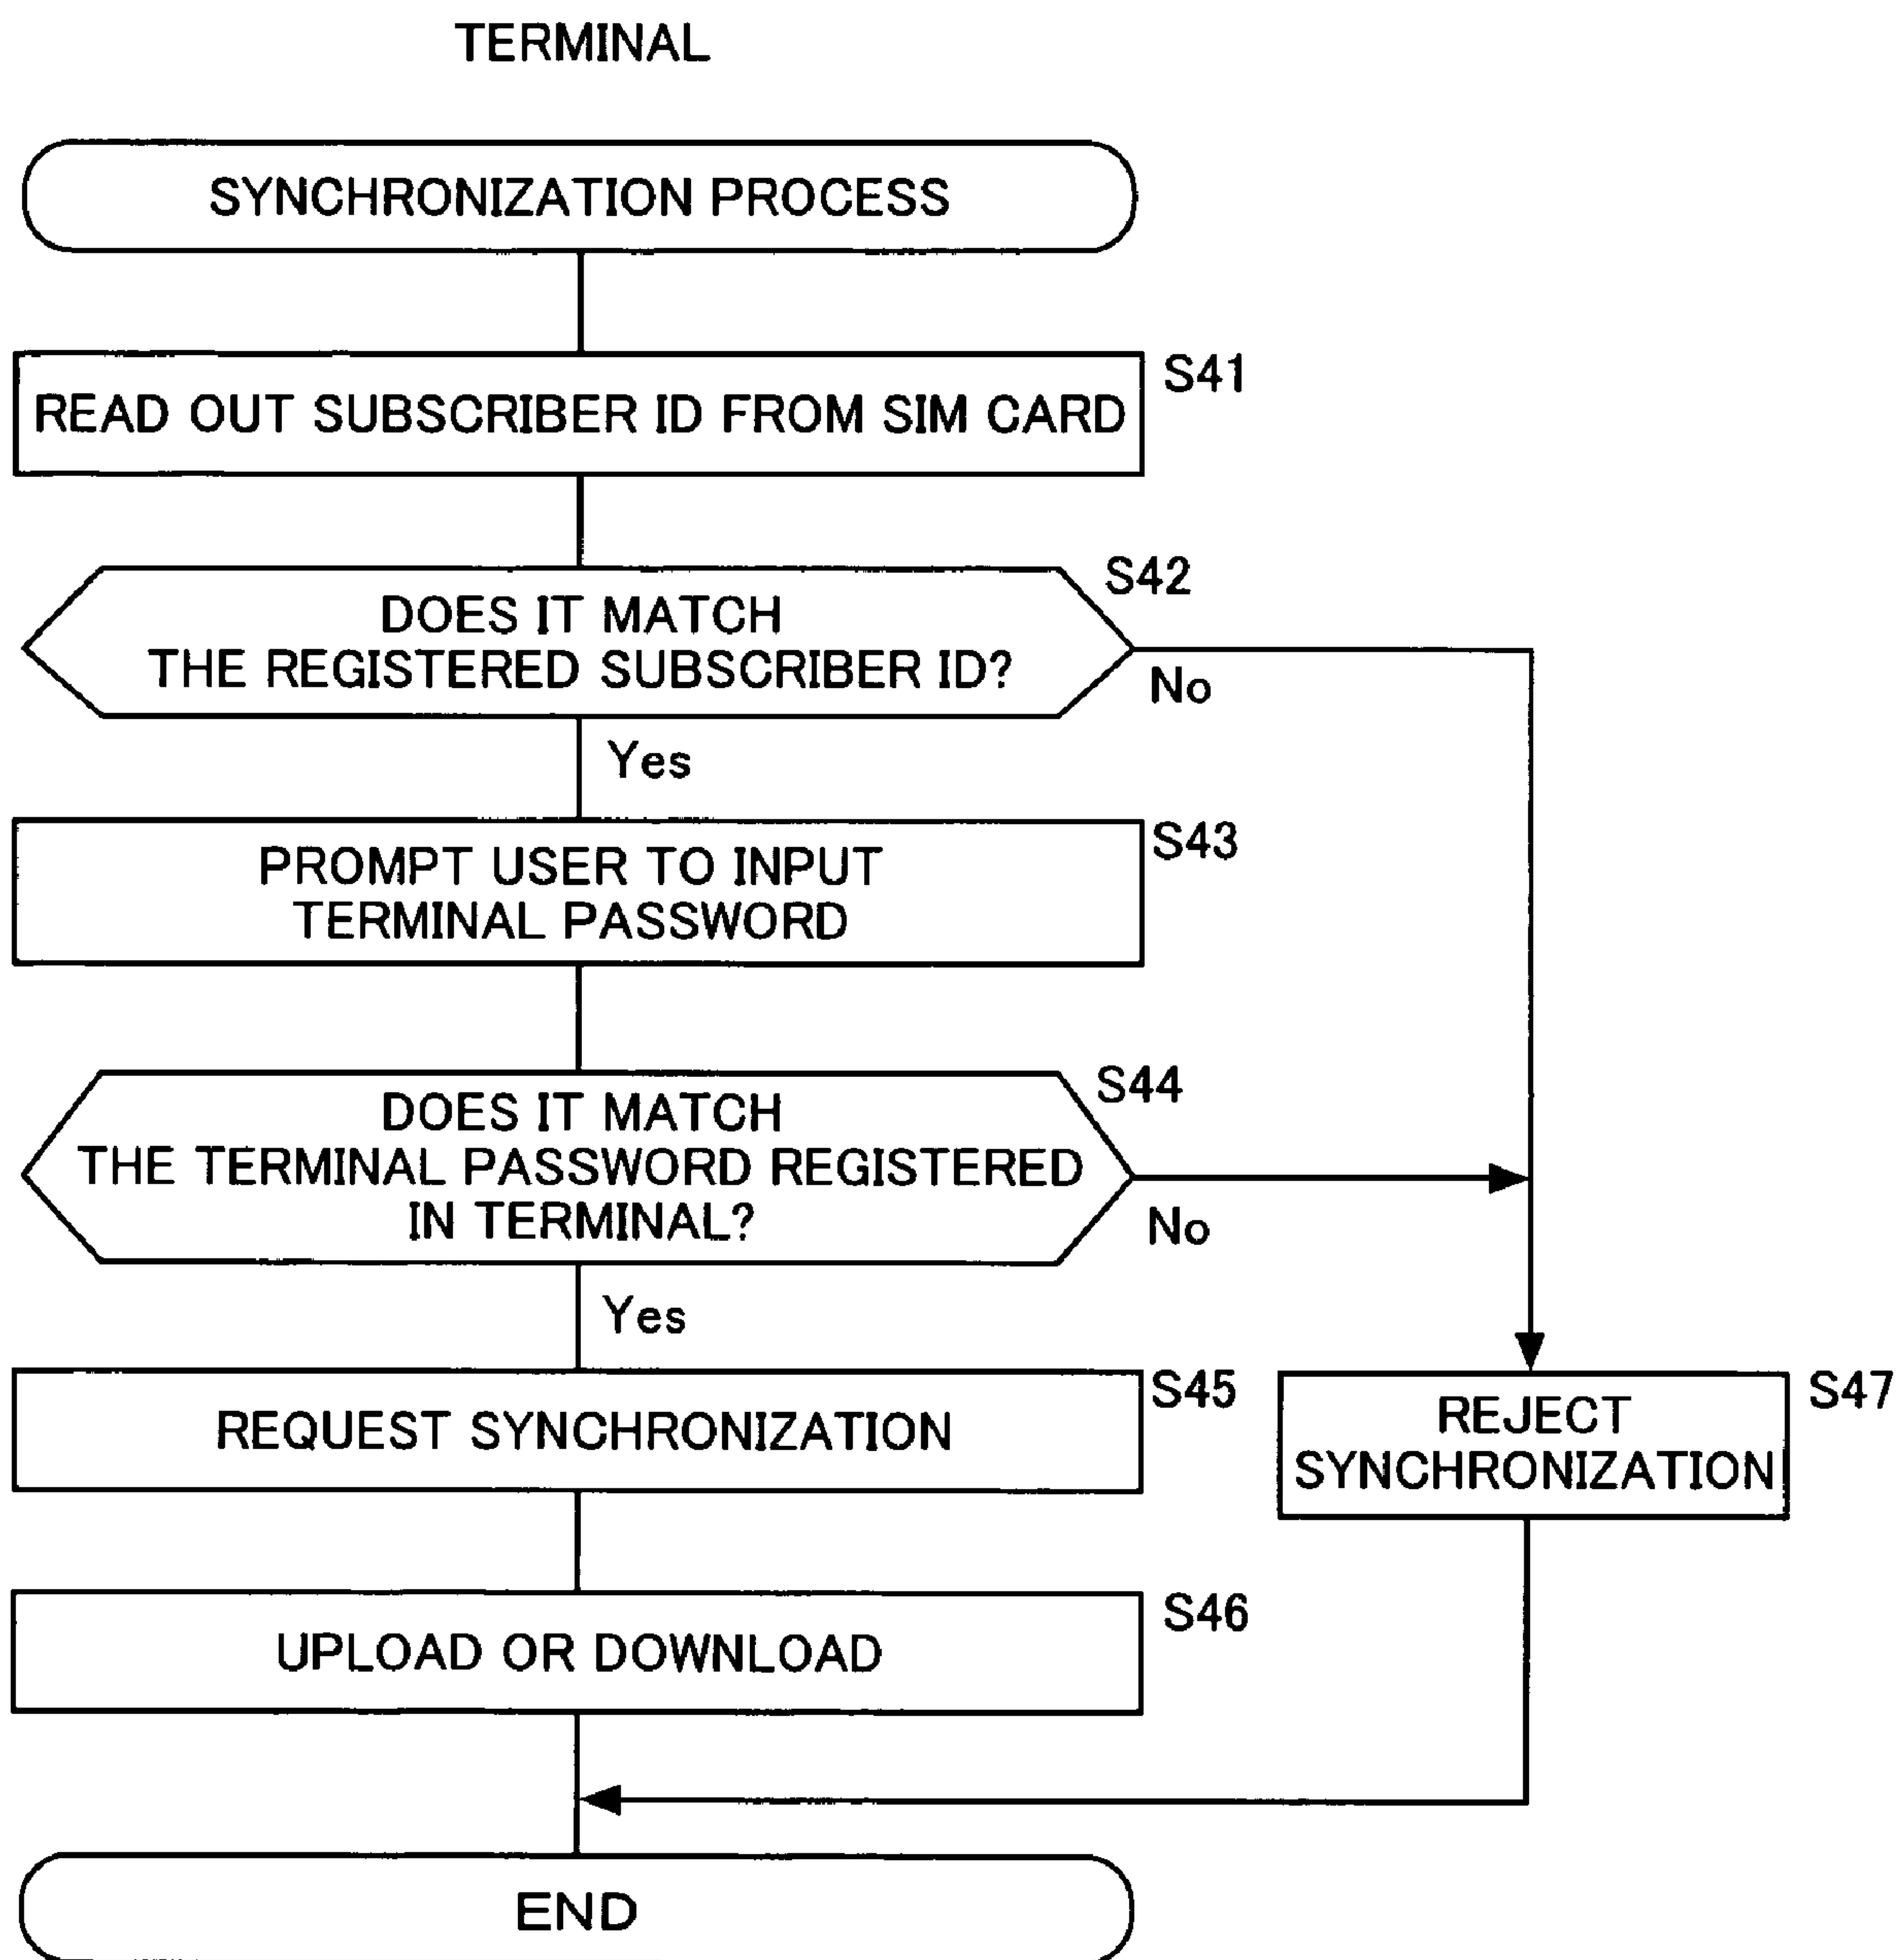 TERMINAL
SYNCHRONIZATION PROCESS
S41
READ OUT SUBSCRIBER ID FROM SIM CARD
S42
DOES IT MATCH
THE REGISTERED SUBSCRIBER ID?
No
Yes
S43
PROMPT USER TO INPUT
TERMINAL PASSWORD
S44
DOES IT MATCH
THE TERMINAL PASSWORD REGISTERED
IN TERMINAL?
No
Yes
S45
REQUEST SYNCHRONIZATION
S47
REJECT
SYNCHRONIZATION
S46
UPLOAD OR DOWNLOAD
END